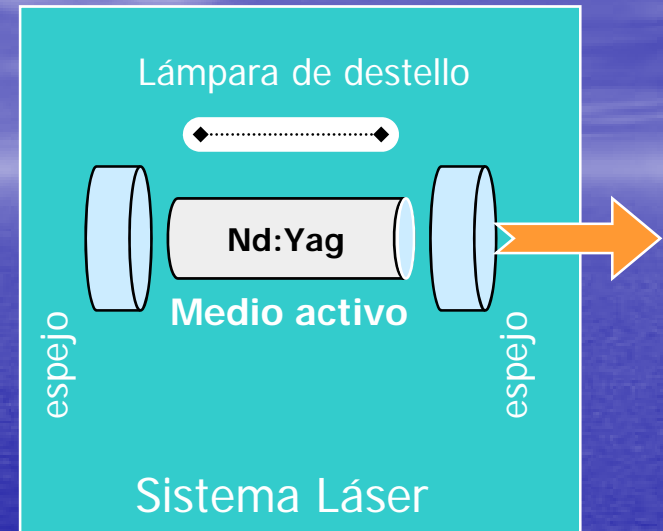 Lámpara de destello
Nd:Yag
Medio activo
espejo
espejo
Sistema Láser